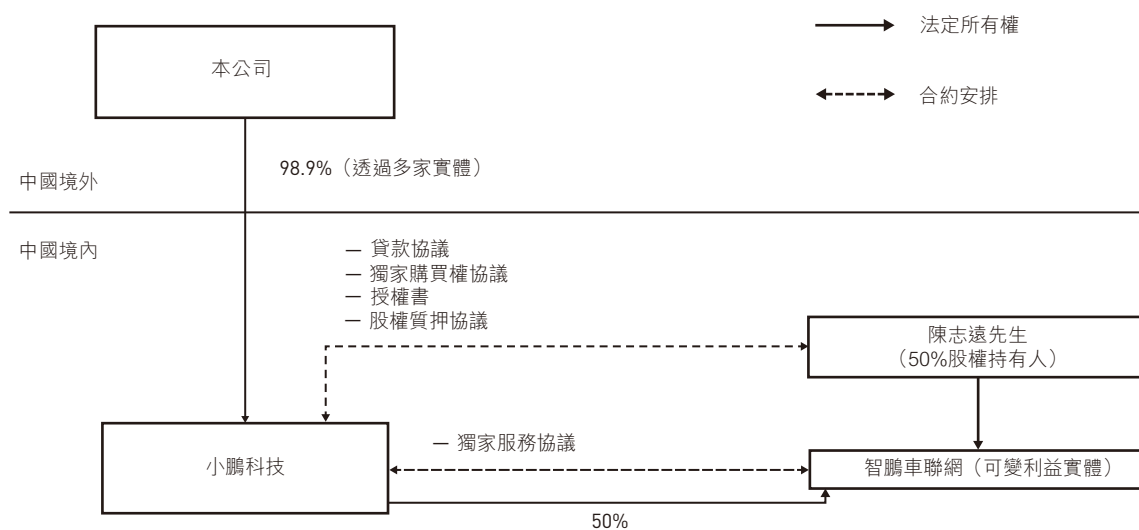 法定所有權
本公司
合約安排
98.9%（透過多家實體）
中國境外
中國境內
— 貸款協議
— 獨家購買權協議
— 授權書
— 股權質押協議
陳志遠先生
（50%股權持有人）
— 獨家服務協議
小鵬科技
智鵬車聯網（可變利益實體）
50%